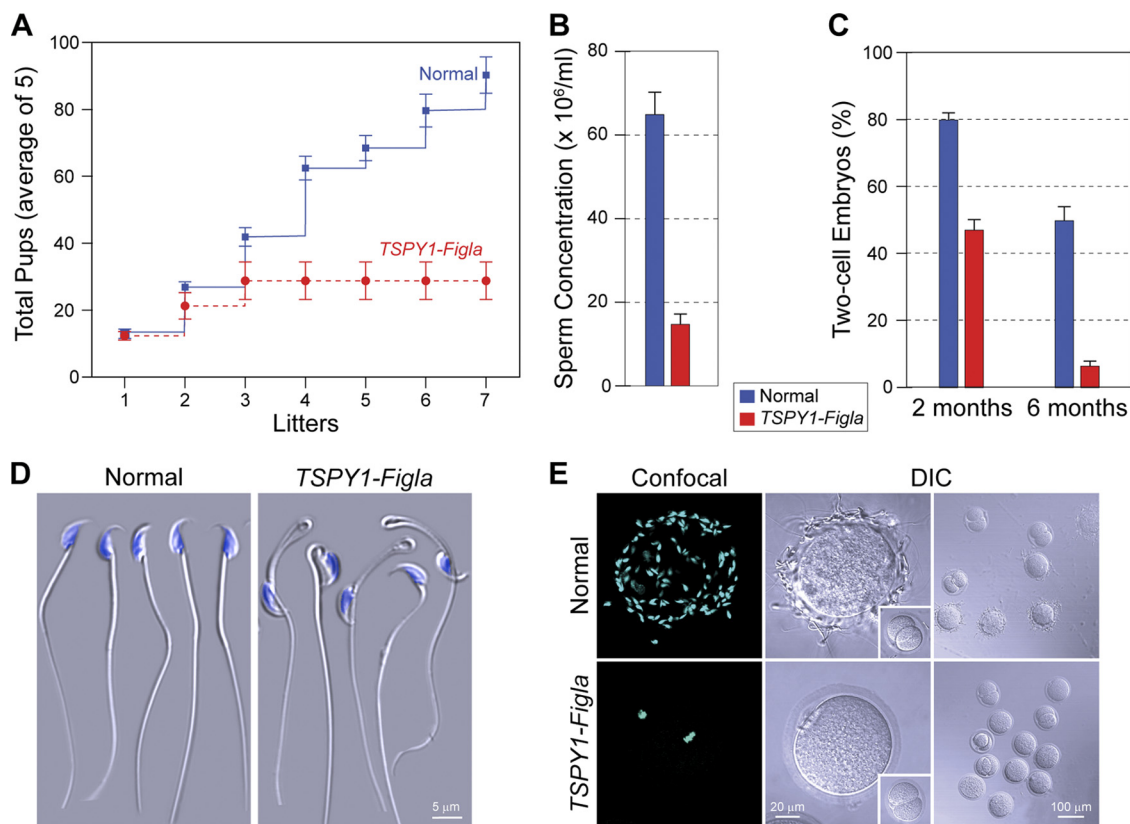 A
Total Pups (average of 5)
100
80
60
40
20
0
Normal
TSPY1-Figla
1 2 3 4 5 6 7
Litters
B
Sperm Concentration (x 10⁶/ml)
80
60
40
20
0
Normal
TSPY1-Figla
C
Two-cell Embryos (%)
100
80
60
40
20
0
2 months 6 months
D
Normal TSPY1-Figla
5 μm
E
Confocal DIC
Normal
TSPY1-Figla
20 μm
100 μm